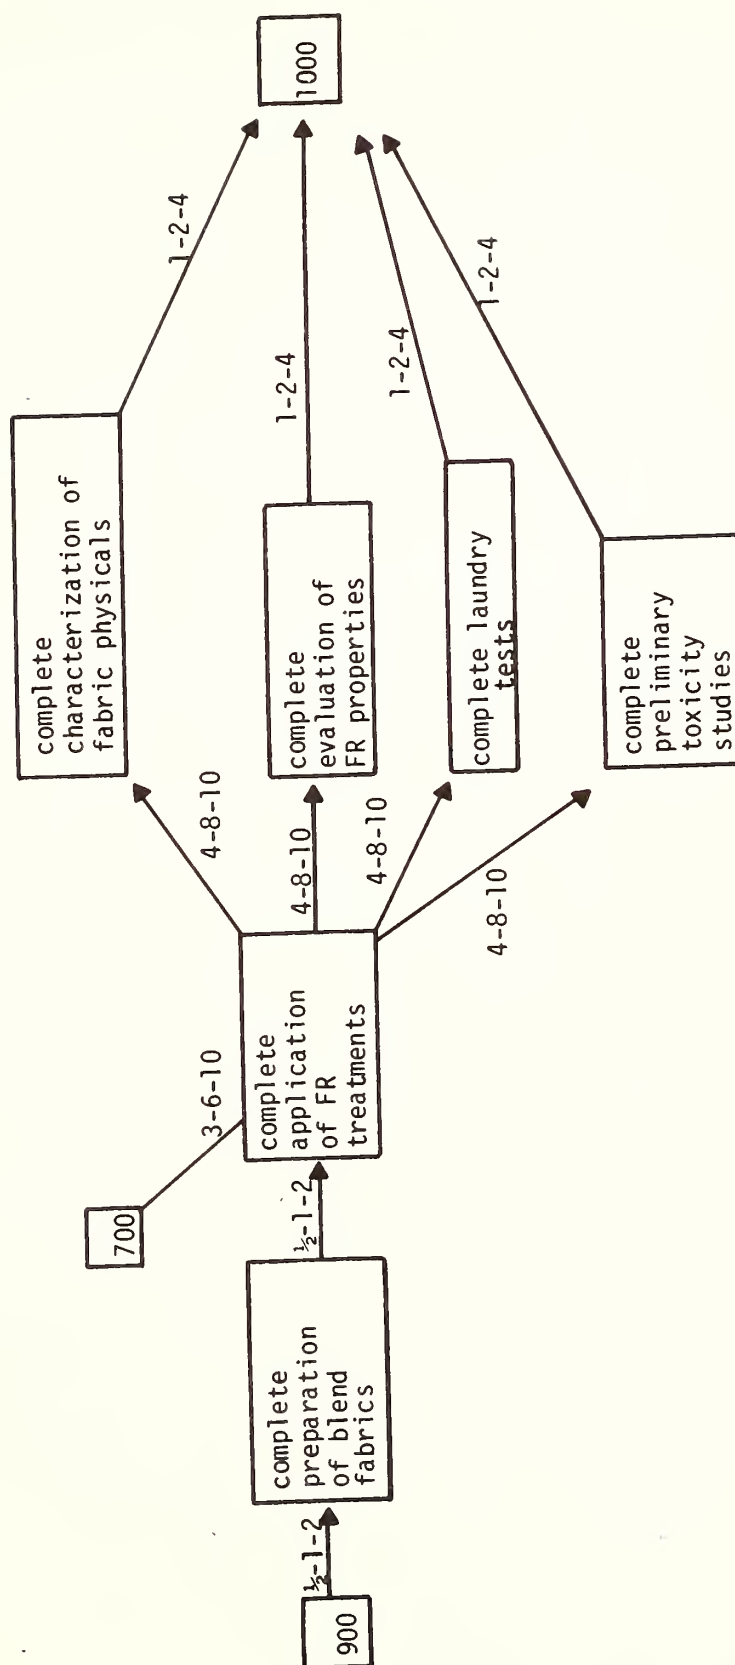 900
½-1-2
complete
preparation
of blend
fabrics
½-1-2
700
3-6-10
complete
application
of FR
treatments
4-8-10
4-8-10
4-8-10
4-8-10
complete
characterization of
fabric physicals
complete
evaluation of
FR properties
complete laundry
tests
complete
preliminary
toxicity
studies
1-2-4
1-2-4
1-2-4
1-2-4
1000